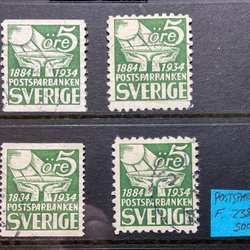 öre 5
1884 1934
POSTSPARBANKEN
SVERIGE
öre 5
1884 1934
POSTSPARBANKEN
SVERIGE
öre 5
1884 1934
POSTSPARBANKEN
SVERIGE
öre 5
1884 1934
POSTSPARBANKEN
SVERIGE
POSTSPAR
F.